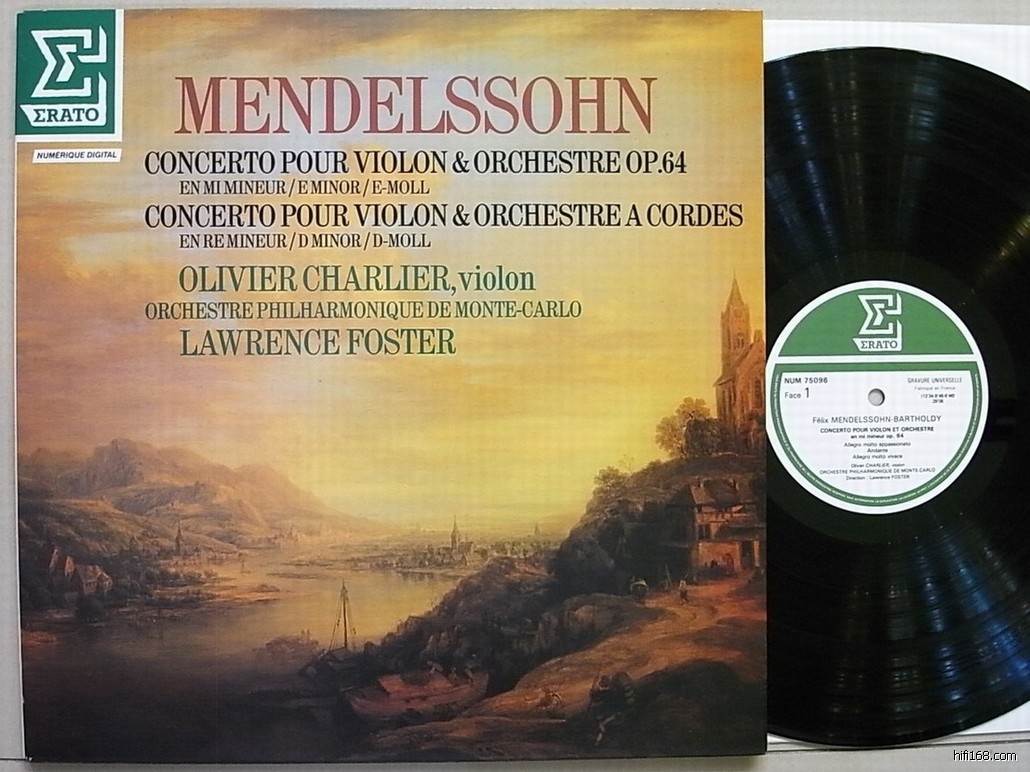 ERATO
NUMÉRIQUE DIGITAL
MENDELSSOHN
CONCERTO POUR VIOLON & ORCHESTRE OP.64
EN MI MINEUR/E MINOR/E-MOLL
CONCERTO POUR VIOLON & ORCHESTRE A CORDES
EN RE MINEUR/D MINOR/D-MOLL
OLIVIER CHARLIER, violon
ORCHESTRE PHILHARMONIQUE DE MONTE-CARLO
LAWRENCE FOSTER
ERATO
NUM 75096
GRAVURE UNIVERSELLE
Fabriqué en France
Face 1
Félix MENDELSSOHN-BARTHOLDY
CONCERTO POUR VIOLON ET ORCHESTRE
en mi mineur op. 64
Allegro molto appassionato
Andante
Allegro molto vivace
Olivier CHARLIER, violon
ORCHESTRE PHILHARMONIQUE DE MONTE-CARLO
Direction : Lawrence FOSTER
hifi168.com